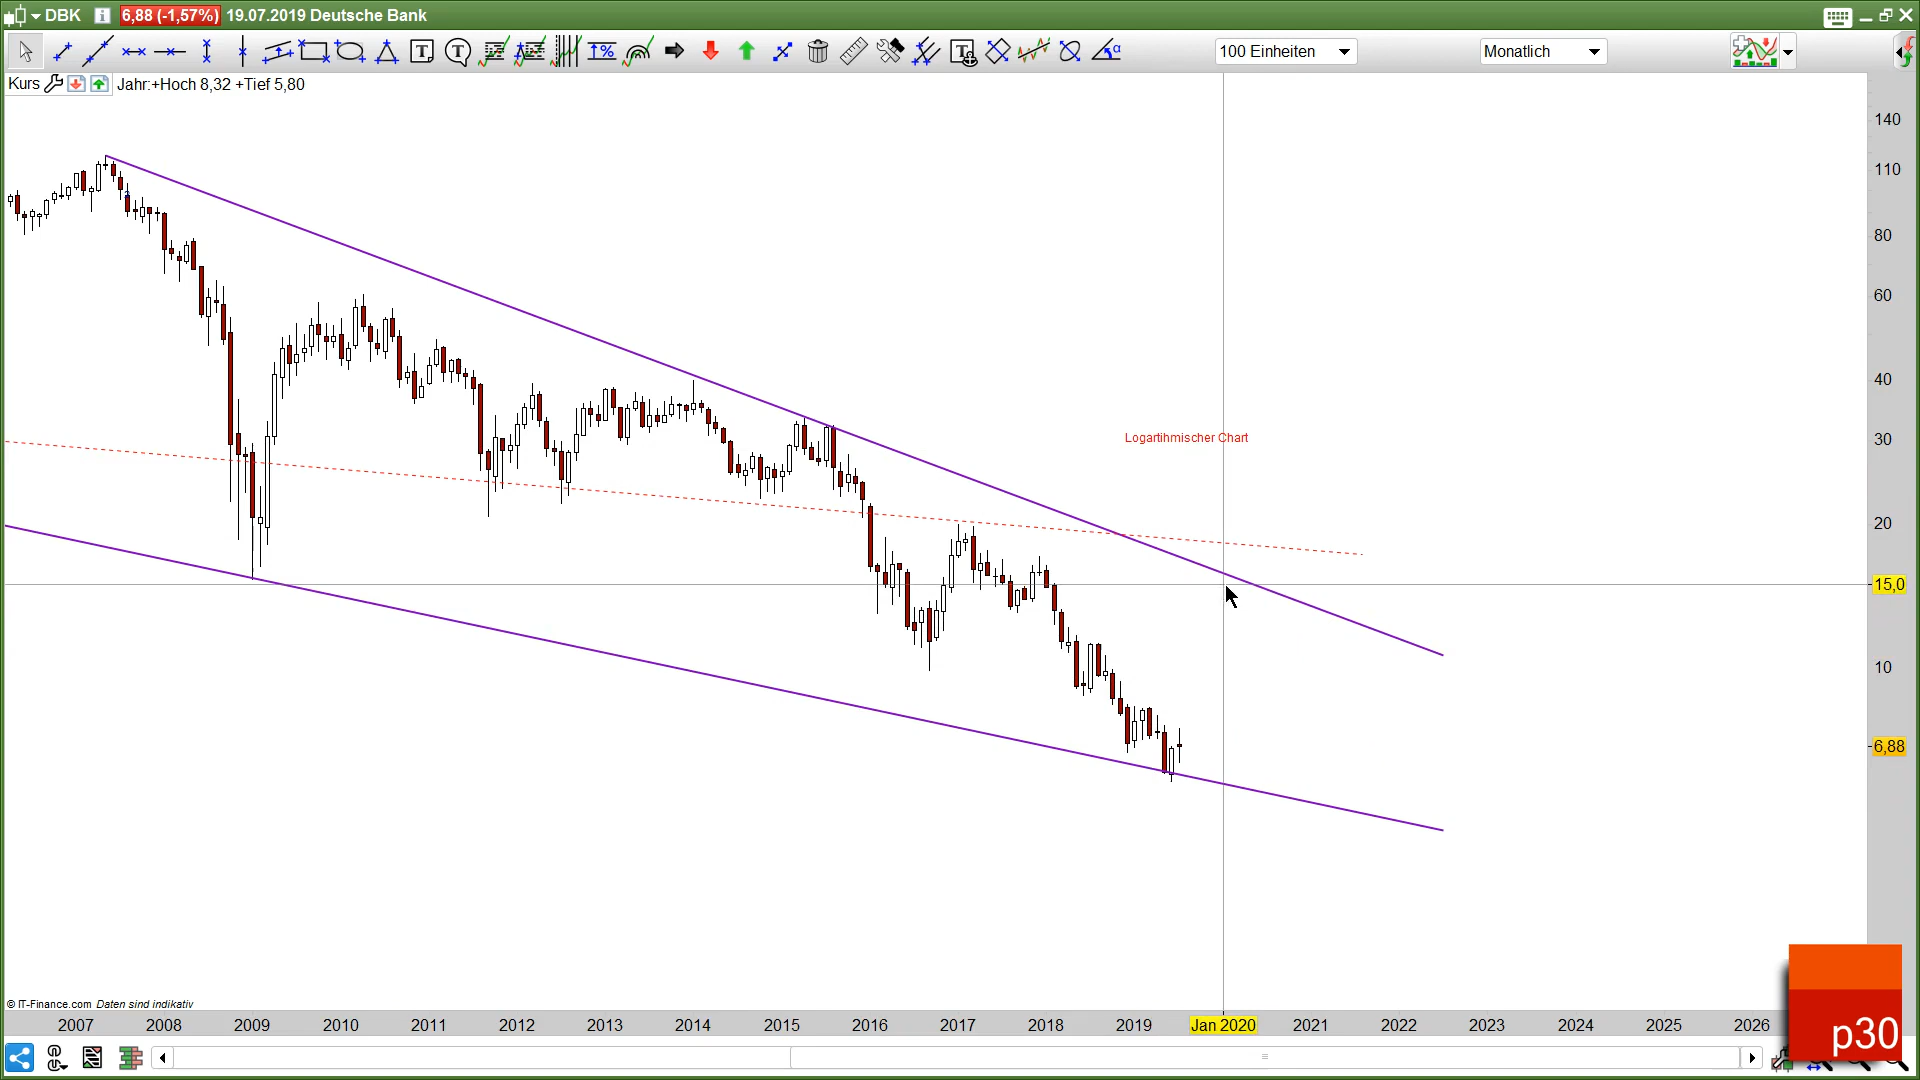 DBK 6,88 (-1,57%) 19.07.2019 Deutsche Bank
100 Einheiten
Monatlich
Kurs Jahr:+Hoch 8,32 +Tief 5,80
140
110
80
60
40
Logartihmischer Chart
30
20
15,0
10
6,88
© IT-Finance.com Daten sind indikativ
2007 2008 2009 2010 2011 2012 2013 2014 2015 2016 2017 2018 2019 Jan 2020 2021 2022 2023 2024 2025 2026
p30